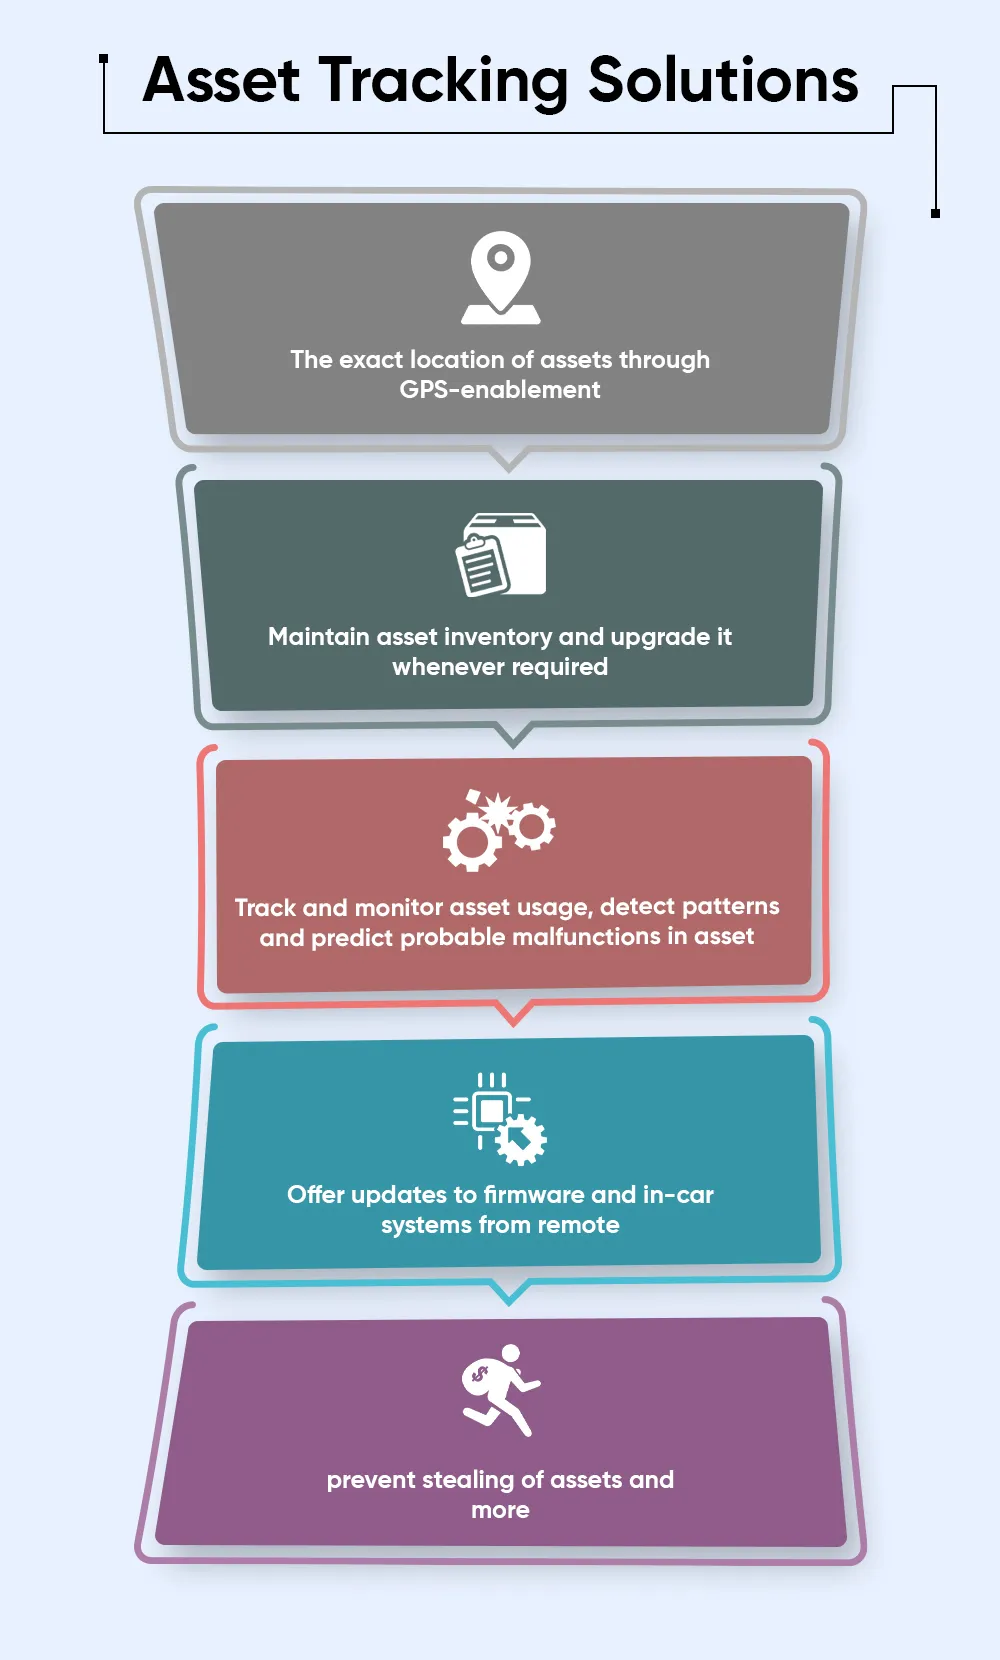 Asset Tracking Solutions
The exact location of assets through
GPS-enablement
Maintain asset inventory and upgrade it
whenever required
Track and monitor asset usage, detect patterns
and predict probable malfunctions in asset
Offer updates to firmware and in-car
systems from remote
$
prevent stealing of assets and
more